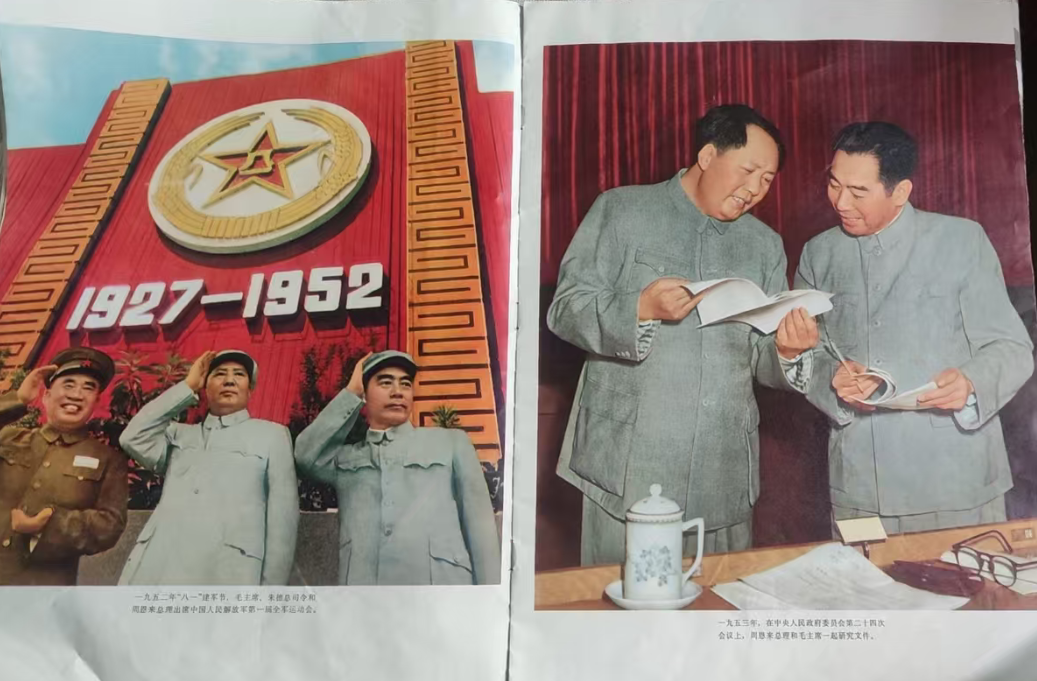 八一
1927—1952
一九五二年“八一”建军节，毛主席、朱德总司令和
周恩来总理出席中国人民解放军第一届全军运动会。
一九五三年，在中央人民政府委员会第二十四次
会议上，周恩来总理和毛主席一起研究文件。